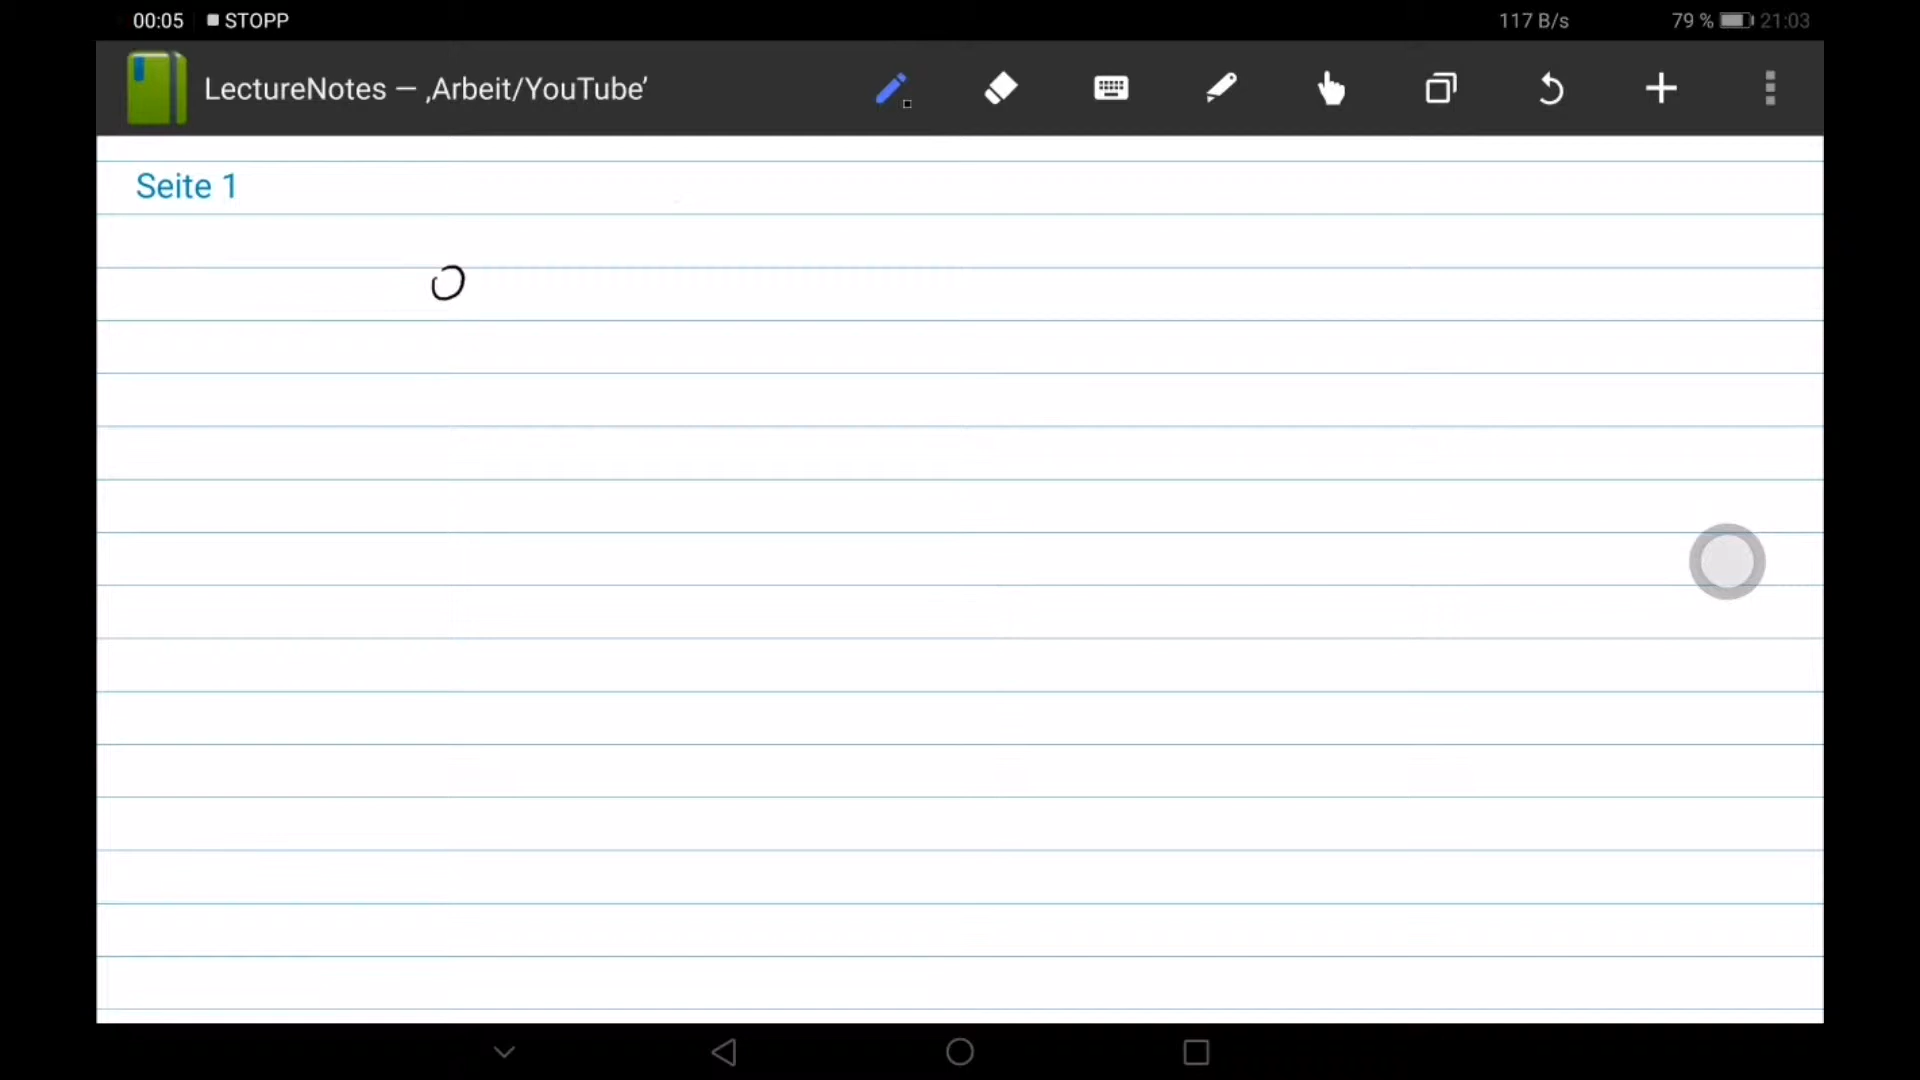 00:05 STOPP 117 B/s 79 % 21:03
LectureNotes — ‚Arbeit/YouTube’
Seite 1
O